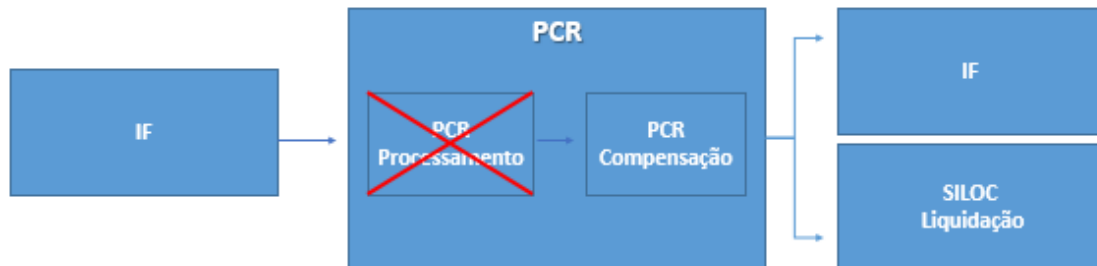 PCR
IF
PCR
Processamento
PCR
Compensação
IF
SILOC
Liquidação